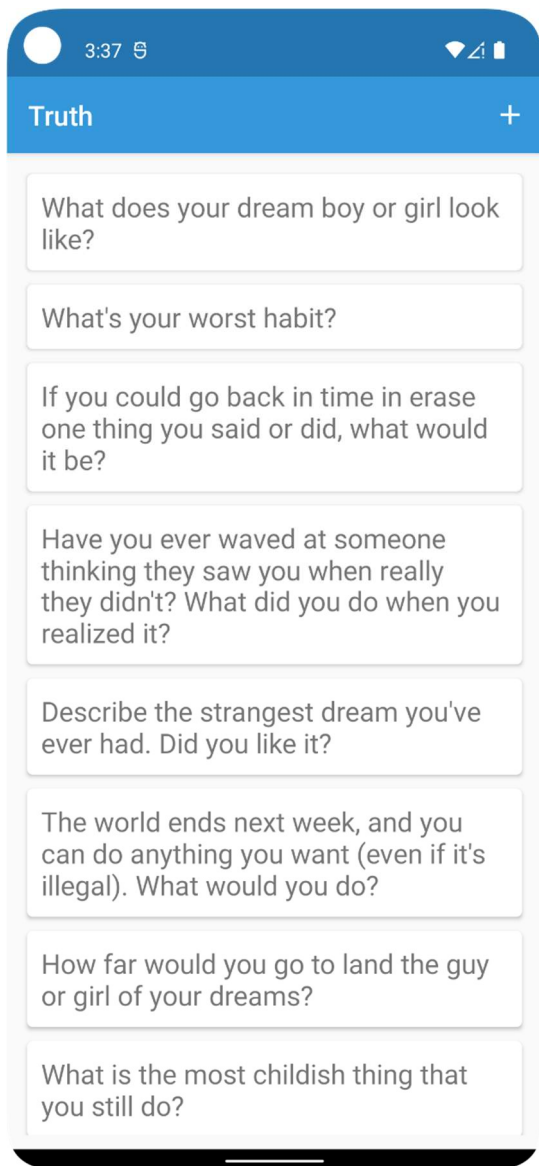 3:37
Truth
+
What does your dream boy or girl look
like?
What's your worst habit?
If you could go back in time in erase
one thing you said or did, what would
it be?
Have you ever waved at someone
thinking they saw you when really
they didn't? What did you do when you
realized it?
Describe the strangest dream you've
ever had. Did you like it?
The world ends next week, and you
can do anything you want (even if it's
illegal). What would you do?
How far would you go to land the guy
or girl of your dreams?
What is the most childish thing that
you still do?